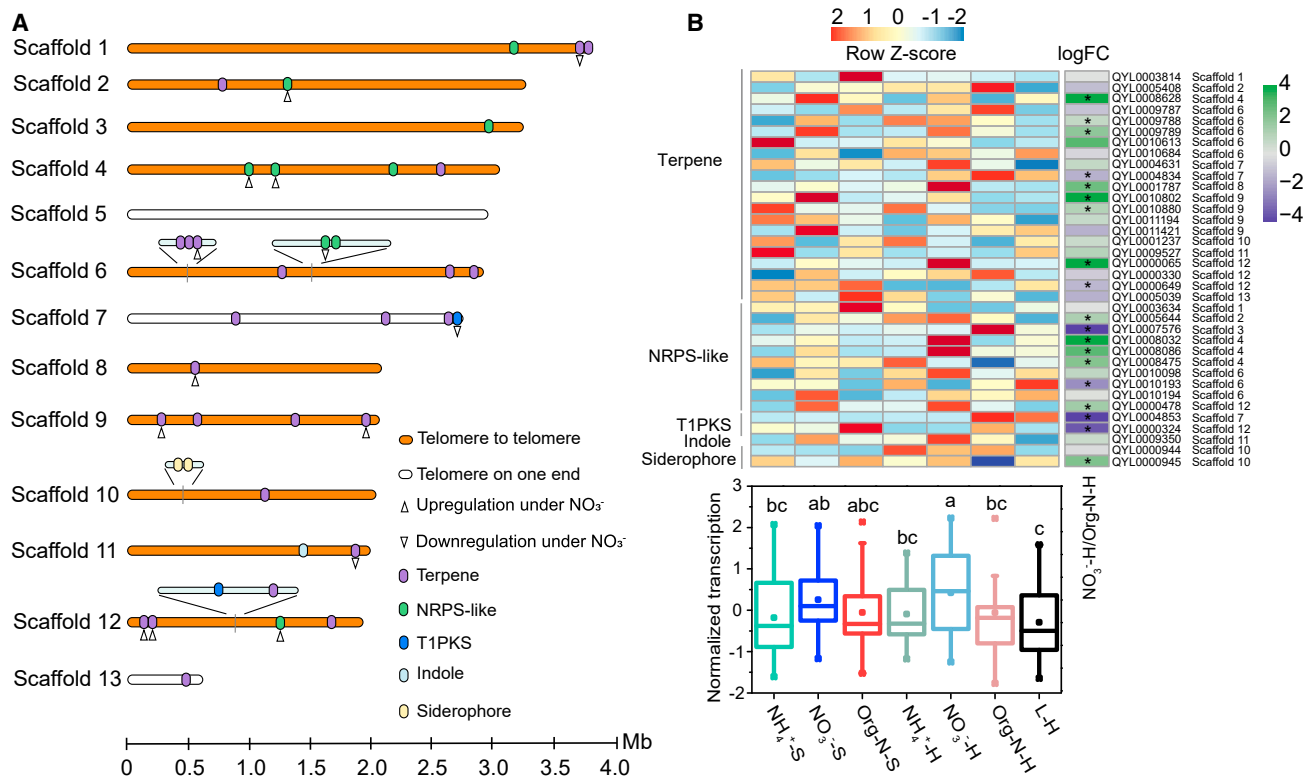 A
Scaffold 1
Scaffold 2
Scaffold 3
Scaffold 4
Scaffold 5
Scaffold 6
Scaffold 7
Scaffold 8
Scaffold 9
Scaffold 10
Scaffold 11
Scaffold 12
Scaffold 13
Telomere to telomere
Telomere on one end
Upregulation under NO₃⁻
Downregulation under NO₃⁻
Terpene
NRPS-like
T1PKS
Indole
Siderophore
0 0.5 1.0 1.5 2.0 2.5 3.0 3.5 4.0 Mb
B
2 1 0 -1 -2
Row Z-score
logFC
4
2
0
−2
−4
Terpene
NRPS-like
T1PKS
Indole
Siderophore
QYL0003814 Scaffold 1
QYL0005408 Scaffold 2
* QYL0008628 Scaffold 4
QYL0009787 Scaffold 6
* QYL0009788 Scaffold 6
* QYL0009789 Scaffold 6
QYL0010613 Scaffold 6
QYL0010684 Scaffold 6
QYL0004631 Scaffold 7
* QYL0004834 Scaffold 7
* QYL0001787 Scaffold 8
* QYL0010802 Scaffold 9
* QYL0010880 Scaffold 9
QYL0011194 Scaffold 9
QYL0011421 Scaffold 9
QYL0001237 Scaffold 10
QYL0009527 Scaffold 11
* QYL0000065 Scaffold 12
QYL0000330 Scaffold 12
* QYL0000649 Scaffold 12
QYL0005039 Scaffold 13
QYL0003634 Scaffold 1
* QYL0005644 Scaffold 2
* QYL0007576 Scaffold 3
* QYL0008032 Scaffold 4
* QYL0008086 Scaffold 4
* QYL0008475 Scaffold 4
QYL0010098 Scaffold 6
* QYL0010193 Scaffold 6
QYL0010194 Scaffold 6
* QYL0000478 Scaffold 12
* QYL0004853 Scaffold 7
* QYL0000324 Scaffold 12
QYL0009350 Scaffold 11
QYL0000944 Scaffold 10
* QYL0000945 Scaffold 10
Normalized transcription
3
2
1
0
-1
-2
bc ab abc bc a bc c
NH₄⁺-S NO₃⁻-S Org-N-S NH₄⁺-H NO₃⁻-H Org-N-H L-H
NO₃⁻-H/Org-N-H